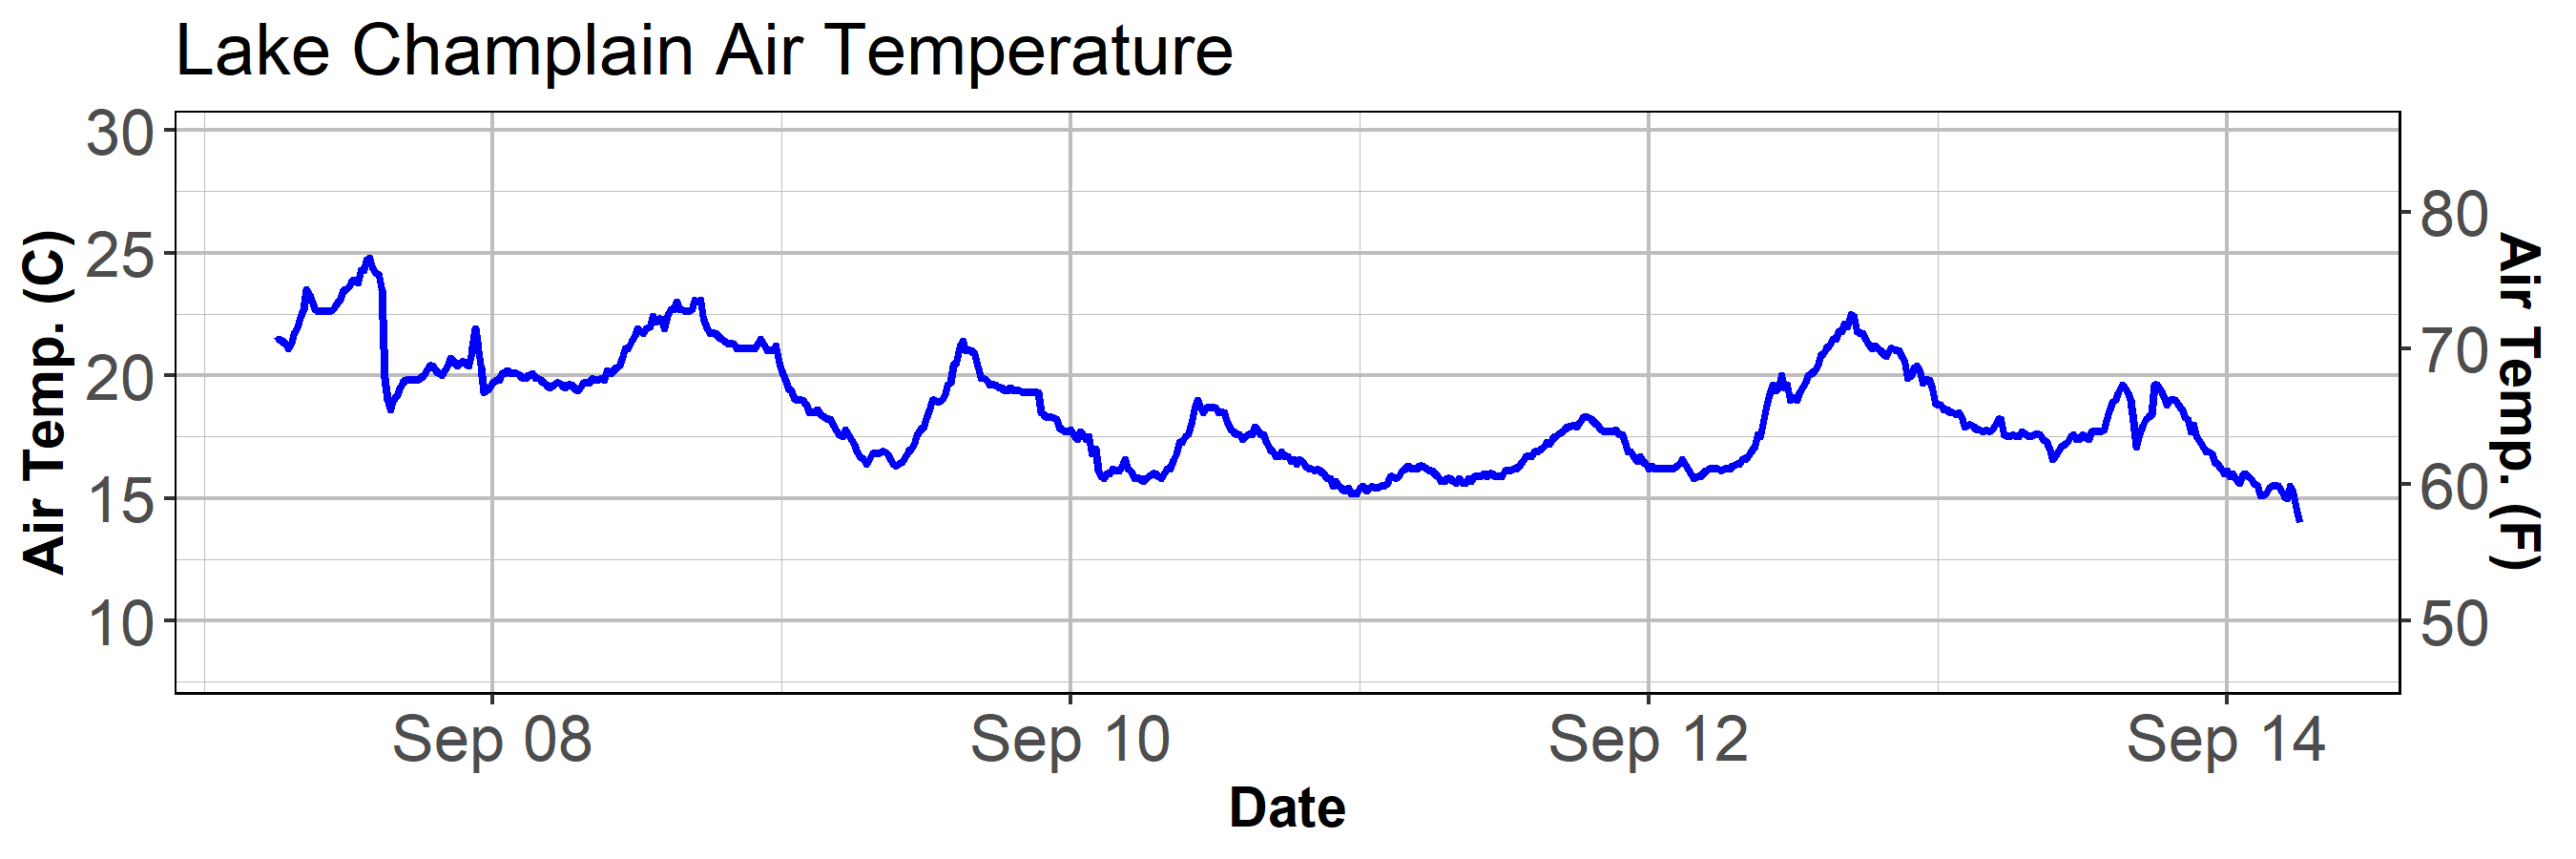 Lake Champlain Air Temperature
30
25
20
15
10
Air Temp. (C)
80
70
60
50
Air Temp. (F)
Sep 08
Sep 10
Sep 12
Sep 14
Date